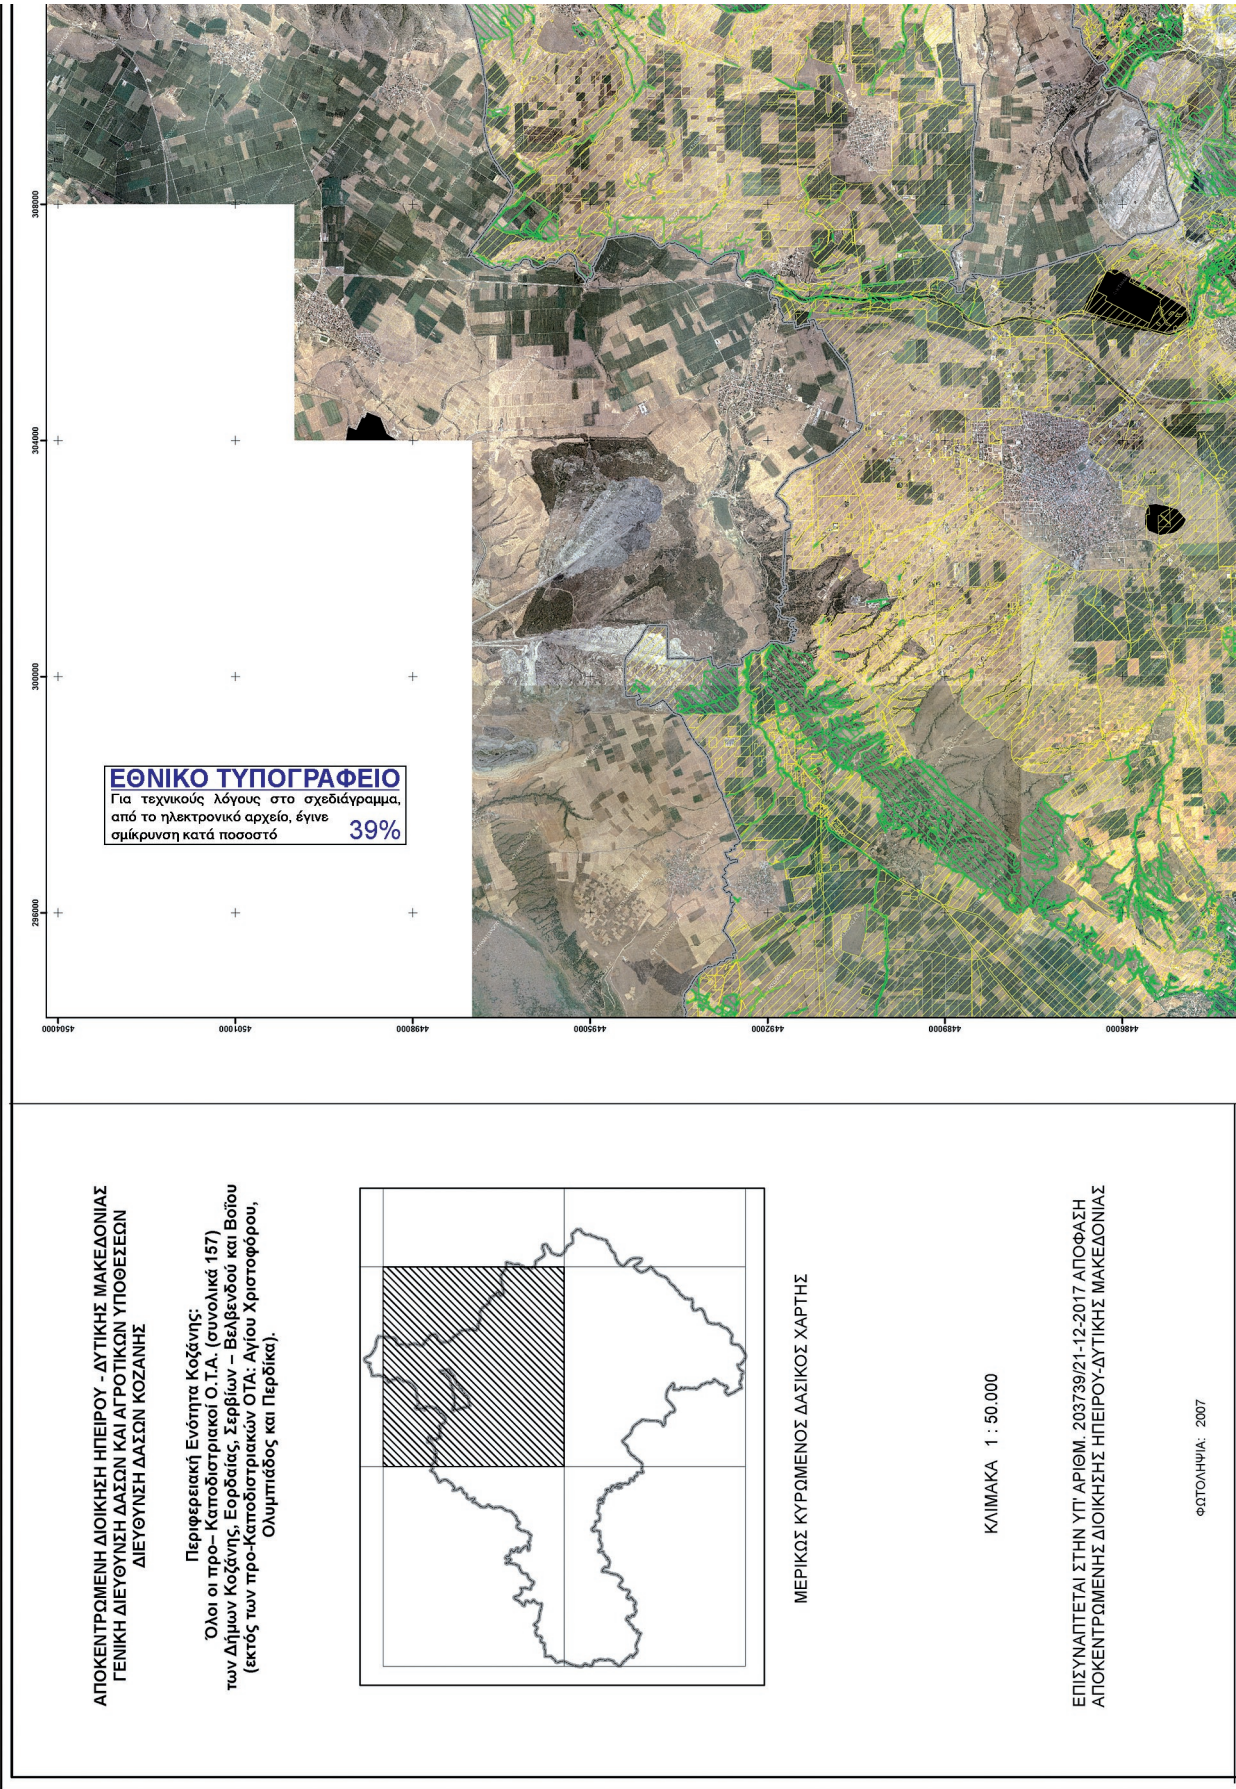 308000
304000
300000
296000
ΕΘΝΙΚΟ ΤΥΠΟΓΡΑΦΕΙΟ
Για τεχνικούς λόγους στο σχεδιάγραμμα,
από το ηλεκτρονικό αρχείο, έγινε
σμίκρυνση κατά ποσοστό 39%
4504000
4501000
4498000
4495000
4492000
4489000
4486000
ΑΠΟΚΕΝΤΡΩΜΕΝΗ ΔΙΟΙΚΗΣΗ ΗΠΕΙΡΟΥ - ΔΥΤΙΚΗΣ ΜΑΚΕΔΟΝΙΑΣ
ΓΕΝΙΚΗ ΔΙΕΥΘΥΝΣΗ ΔΑΣΩΝ ΚΑΙ ΑΓΡΟΤΙΚΩΝ ΥΠΟΘΕΣΕΩΝ
ΔΙΕΥΘΥΝΣΗ ΔΑΣΩΝ ΚΟΖΑΝΗΣ
Περιφερειακή Ενότητα Κοζάνης:
Όλοι οι προ– Καποδιστριακοί Ο.Τ.Α. (συνολικά 157)
των Δήμων Κοζάνης, Εορδαίας, Σερβίων – Βελβενδού και Βοΐου
(εκτός των προ-Καποδιστριακών ΟΤΑ: Αγίου Χριστοφόρου,
Ολυμπιάδος και Περδίκα).
ΜΕΡΙΚΩΣ ΚΥΡΩΜΕΝΟΣ ΔΑΣΙΚΟΣ ΧΑΡΤΗΣ
ΚΛΙΜΑΚΑ 1 : 50.000
ΕΠΙΣΥΝΑΠΤΕΤΑΙ ΣΤΗΝ ΥΠ' ΑΡΙΘΜ. 203739/21-12-2017 ΑΠΟΦΑΣΗ
ΑΠΟΚΕΝΤΡΩΜΕΝΗΣ ΔΙΟΙΚΗΣΗΣ ΗΠΕΙΡΟΥ-ΔΥΤΙΚΗΣ ΜΑΚΕΔΟΝΙΑΣ
ΦΩΤΟΛΗΨΙΑ: 2007